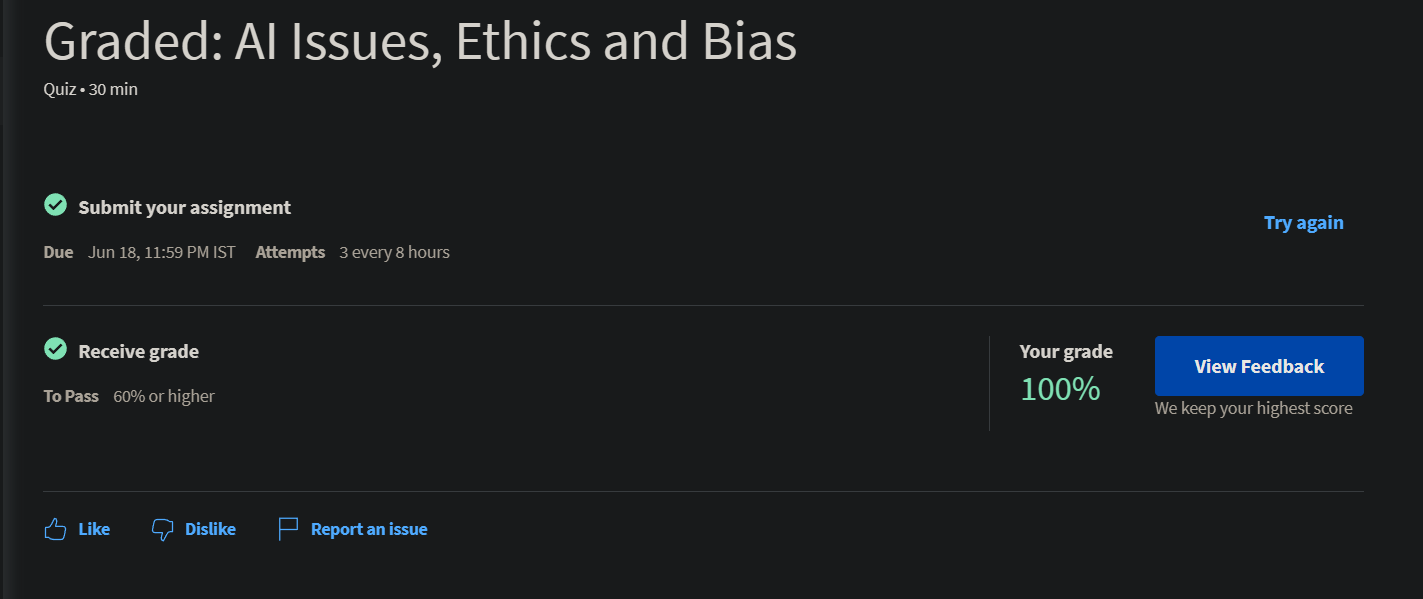 Graded: AI Issues, Ethics and Bias
Quiz • 30 min
Submit your assignment
Try again
Due Jun 18, 11:59 PM IST Attempts 3 every 8 hours
Receive grade
To Pass 60% or higher
Your grade
100%
View Feedback
We keep your highest score
Like Dislike Report an issue